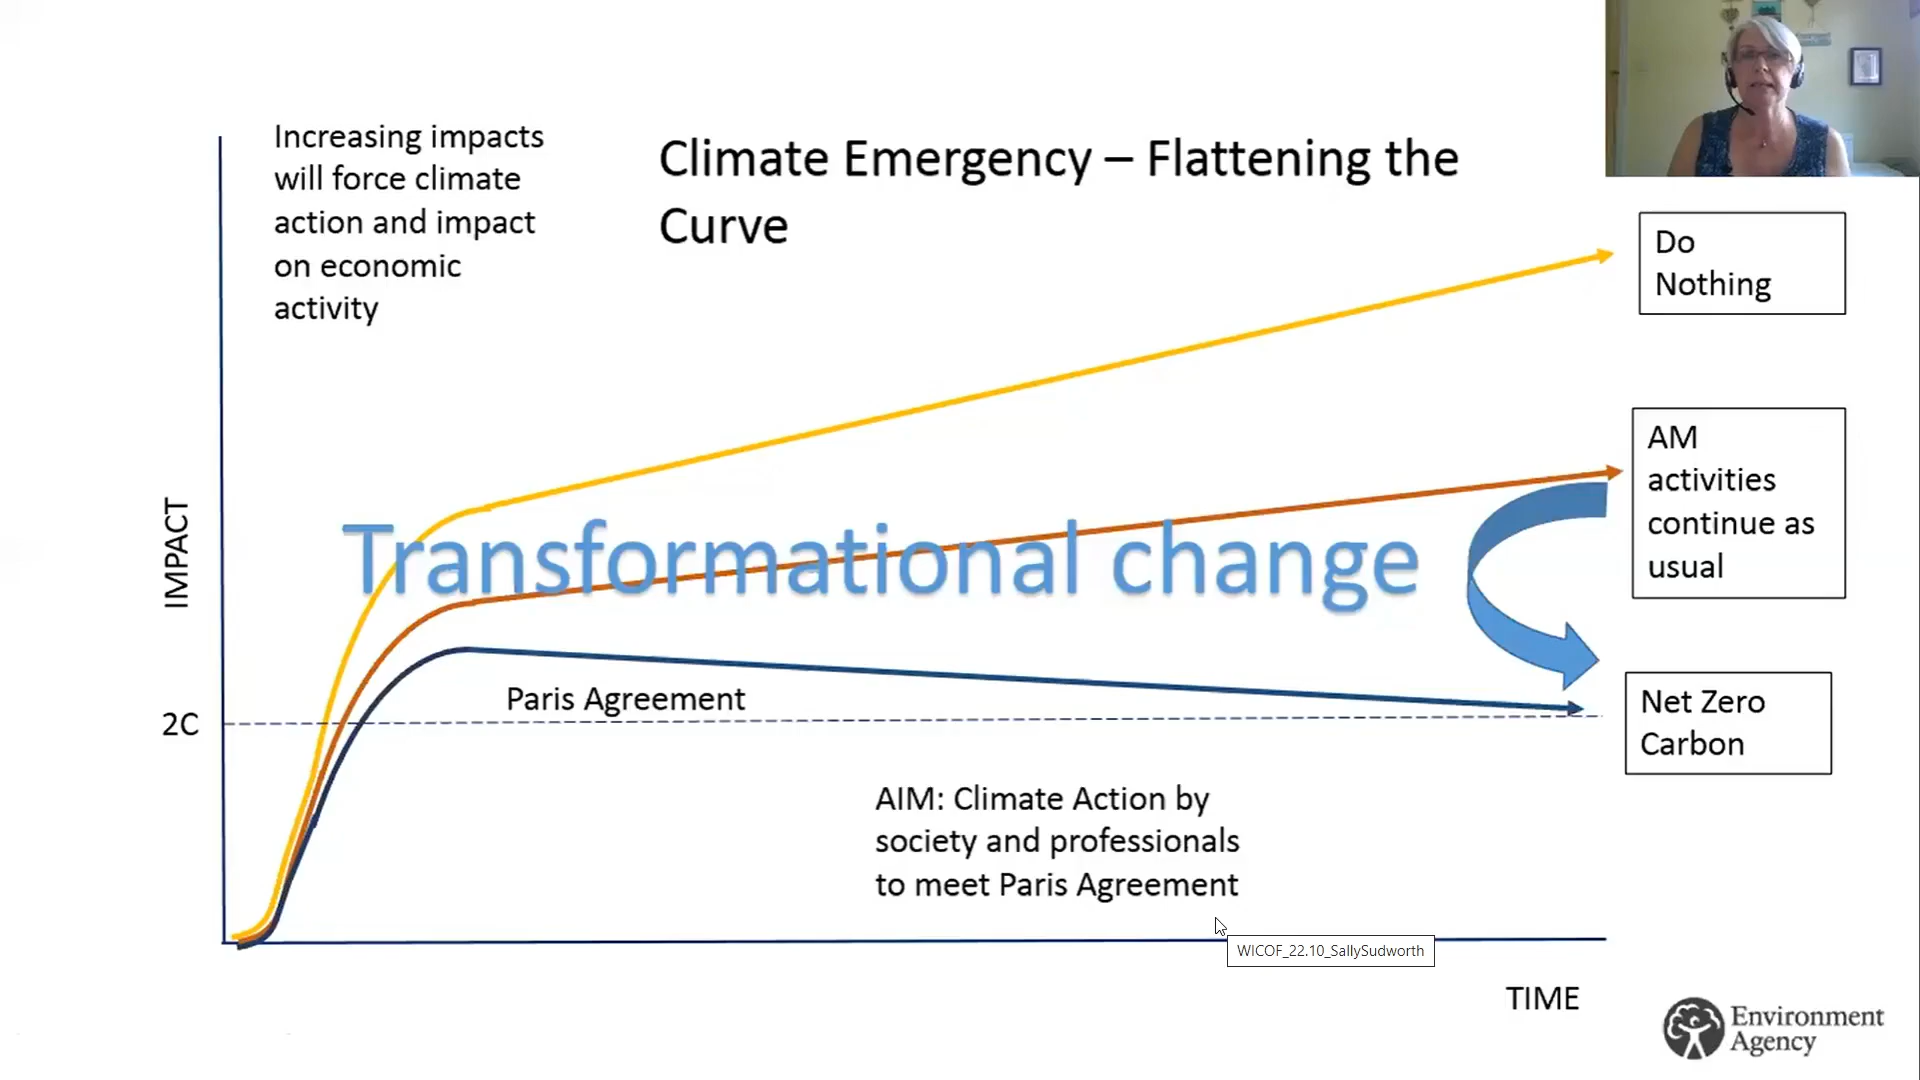 Increasing impacts
will force climate
action and impact
on economic
activity
Climate Emergency – Flattening the
Curve
Do
Nothing
AM
activities
continue as
usual
IMPACT
Transformational change
Paris Agreement
2C
Net Zero
Carbon
AIM: Climate Action by
society and professionals
to meet Paris Agreement
WICOF_22.10_SallySudworth
TIME
Environment
Agency